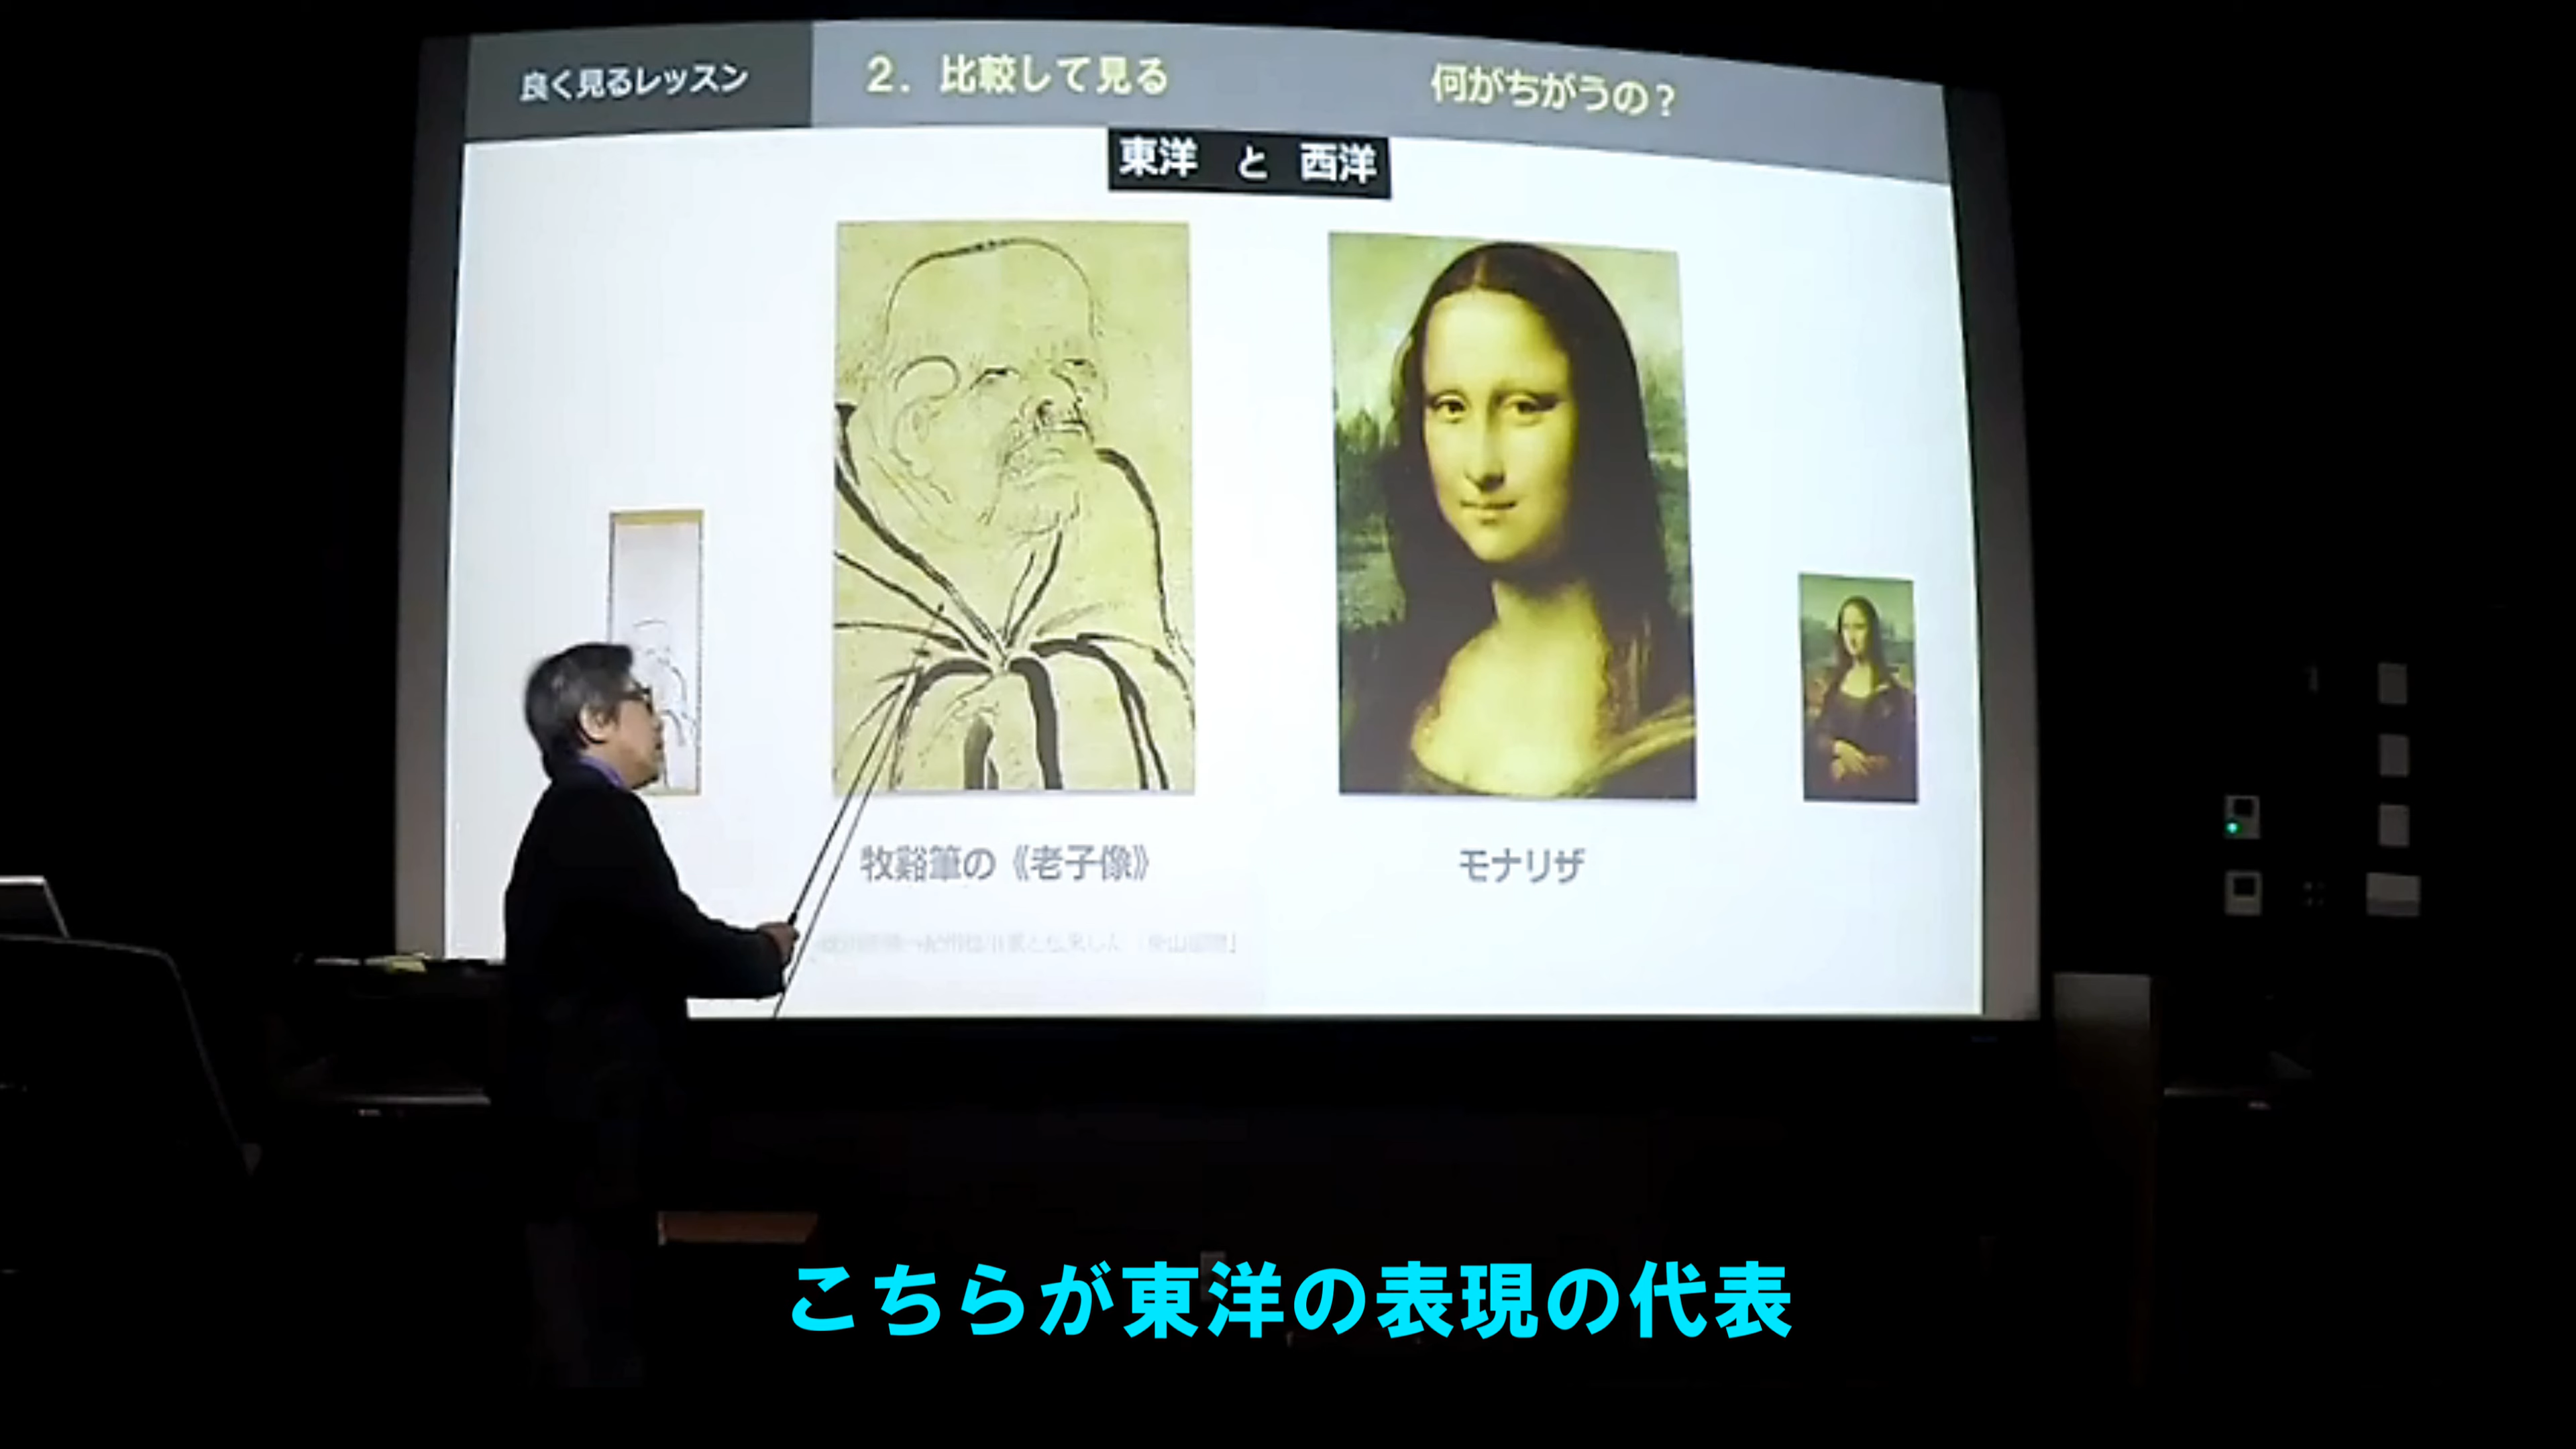 良く見るレッスン
2. 比較して見る
何がちがうの?
東洋 と 西洋
牧谿筆の《老子像》
モナリザ
こちらが東洋の表現の代表